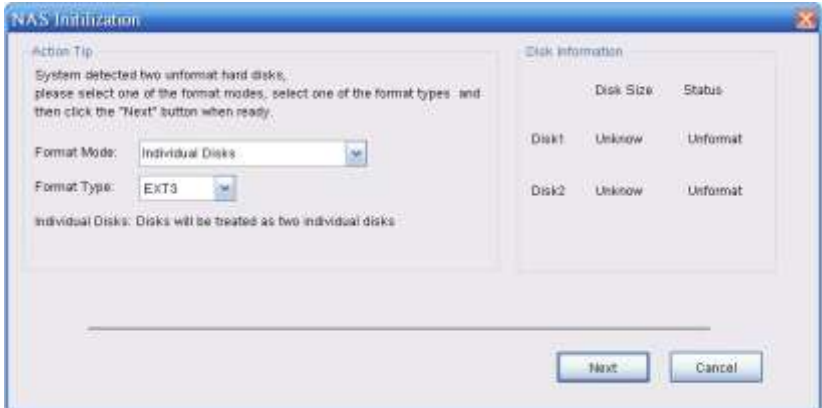 NAS Initilization
Action Tip
System detected two unformat hard disks,
please select one of the format modes, select one of the format types and
then click the "Next" button when ready.
Format Mode: Individual Disks
Format Type: EXT3
Individual Disks: Disks will be treated as two individual disks
Disk Information
Disk Size Status
Disk1 Unknow Unformat
Disk2 Unknow Unformat
Next Cancel